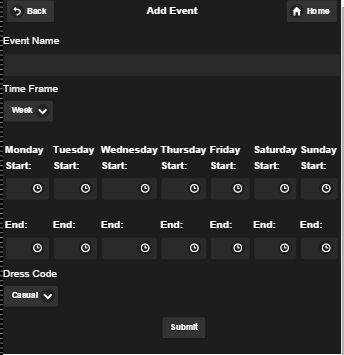 Back Add Event Home
Event Name
Time Frame
Week
Monday Tuesday Wednesday Thursday Friday Saturday Sunday
Start: Start: Start: Start: Start: Start: Start:
End: End: End: End: End: End: End:
Dress Code
Casual
Submit